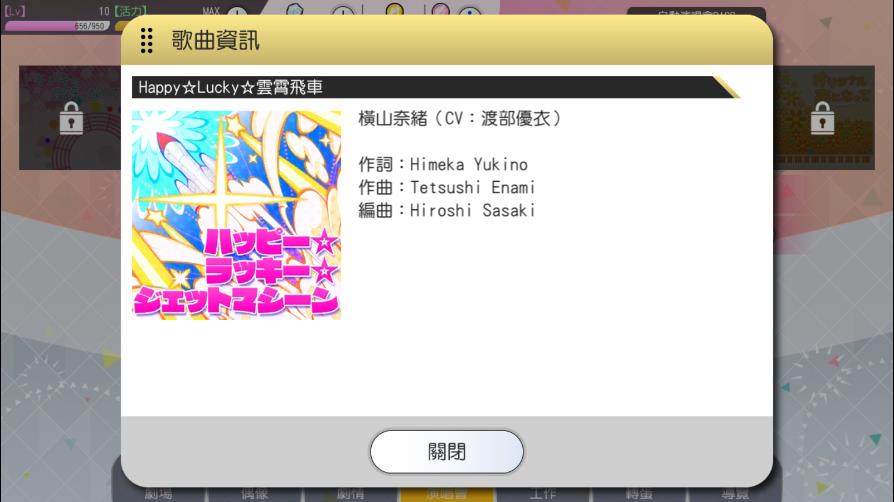 【Lv】
10【活力】
MAX
656/950
歌曲資訊
Happy☆Lucky☆雲霄飛車
橫山奈緒（CV：渡部優衣）
作詞：Himeka Yukino
作曲：Tetsushi Enami
編曲：Hiroshi Sasaki
ハッピー☆
ラッキー☆
ジェットマシーン
關閉
劇場
偶像
劇情
演唱會
工作
轉蛋
導覽